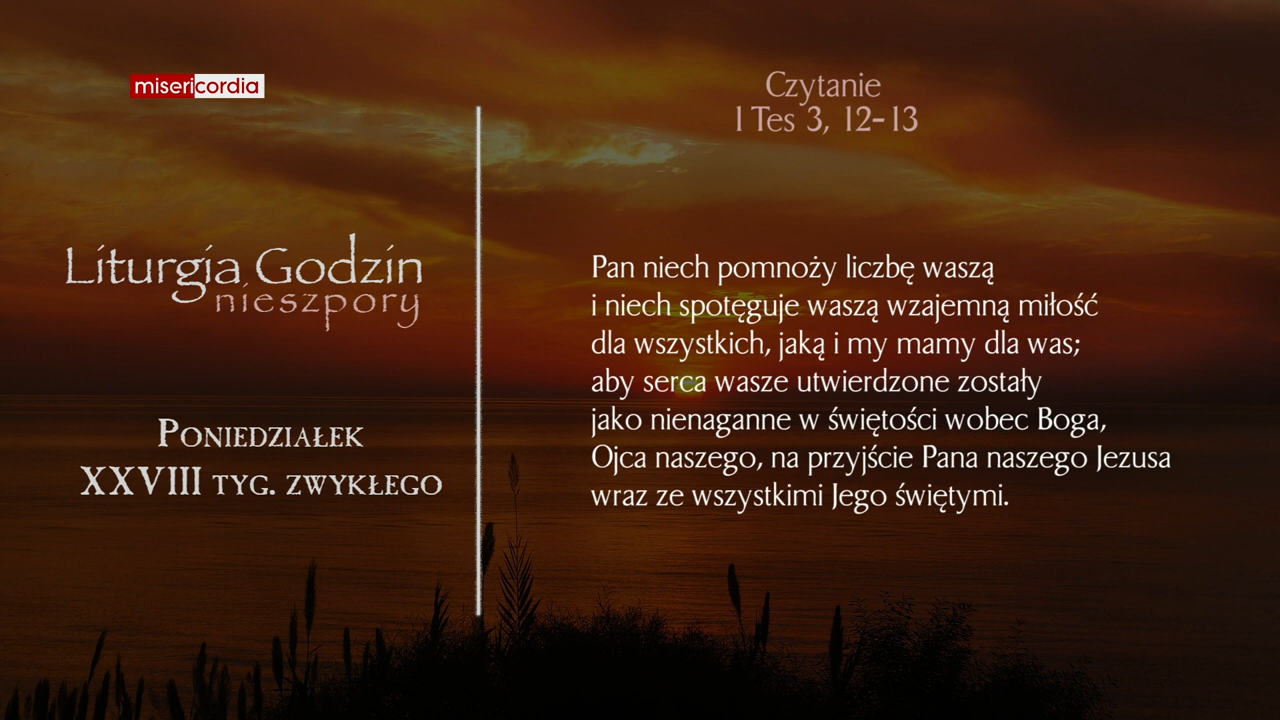 misericordia
Czytanie
1 Tes 3, 12-13
Liturgia Godzin
nieszpory
Poniedziałek
XXVIII tyg. zwykłego
Pan niech pomnoży liczbę waszą
i niech spotęguje waszą wzajemną miłość
dla wszystkich, jaką i my mamy dla was;
aby serca wasze utwierdzone zostały
jako nienaganne w świętości wobec Boga,
Ojca naszego, na przyjście Pana naszego Jezusa
wraz ze wszystkimi Jego świętymi.